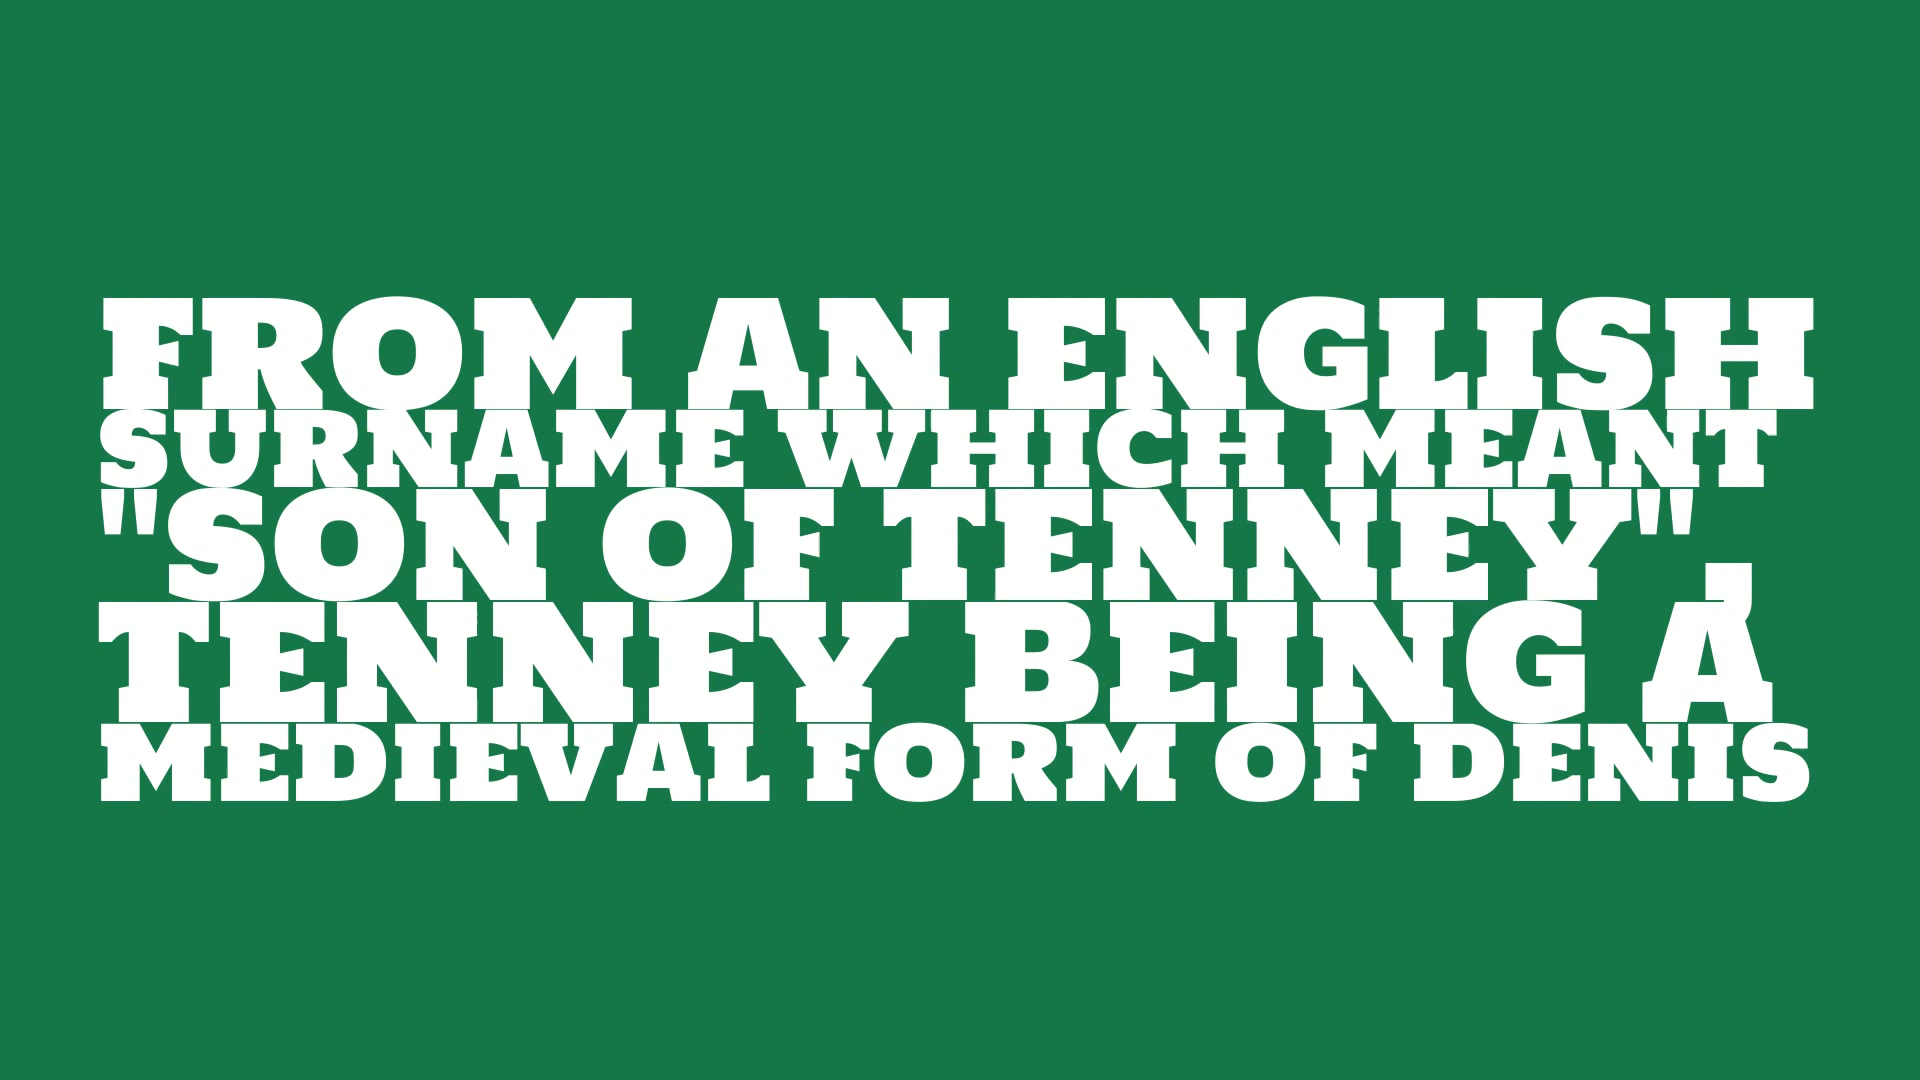 FROM AN ENGLISH
SURNAME WHICH MEANT
"SON OF TENNEY",
TENNEY BEING A
MEDIEVAL FORM OF DENIS